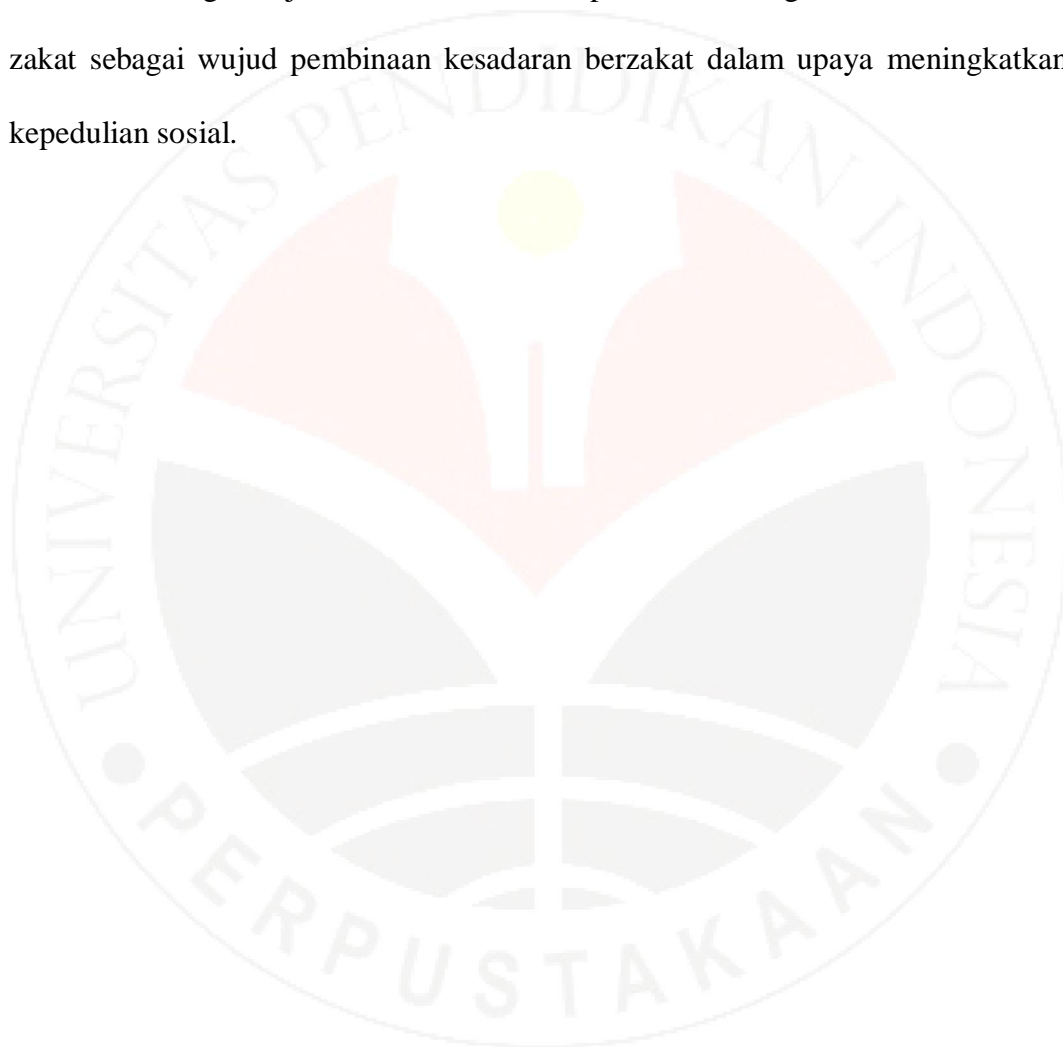 zakat sebagai wujud pembinaan kesadaran berzakat dalam upaya meningkatkan
kepedulian sosial.
UNIVERSITAS PENDIDIKAN INDONESIA
PERPUSTAKAAN